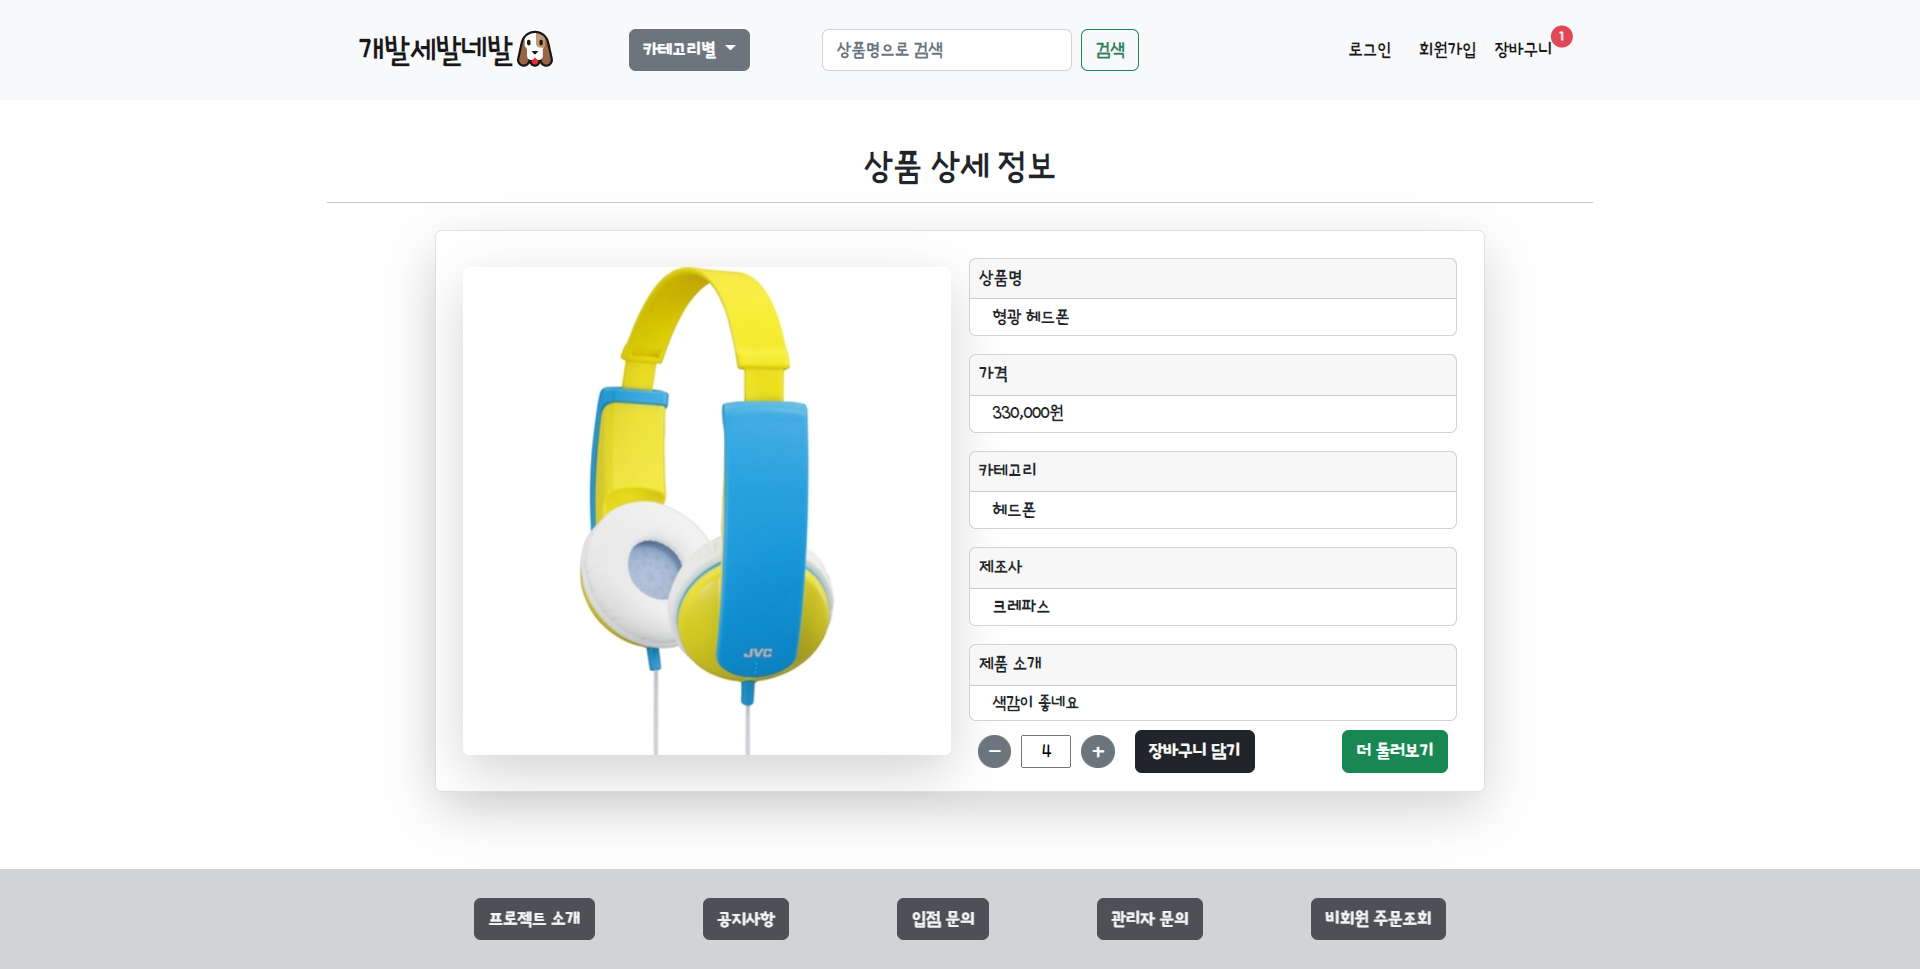 개발세발네발
카테고리별
상품명으로 검색
검색
로그인
회원가입
장바구니
1
상품 상세 정보
JVC
상품명
형광 헤드폰
가격
330,000원
카테고리
헤드폰
제조사
크레파스
제품 소개
색감이 좋네요
−
4
+
장바구니 담기
더 둘러보기
프로젝트 소개
공지사항
입점 문의
관리자 문의
비회원 주문조회